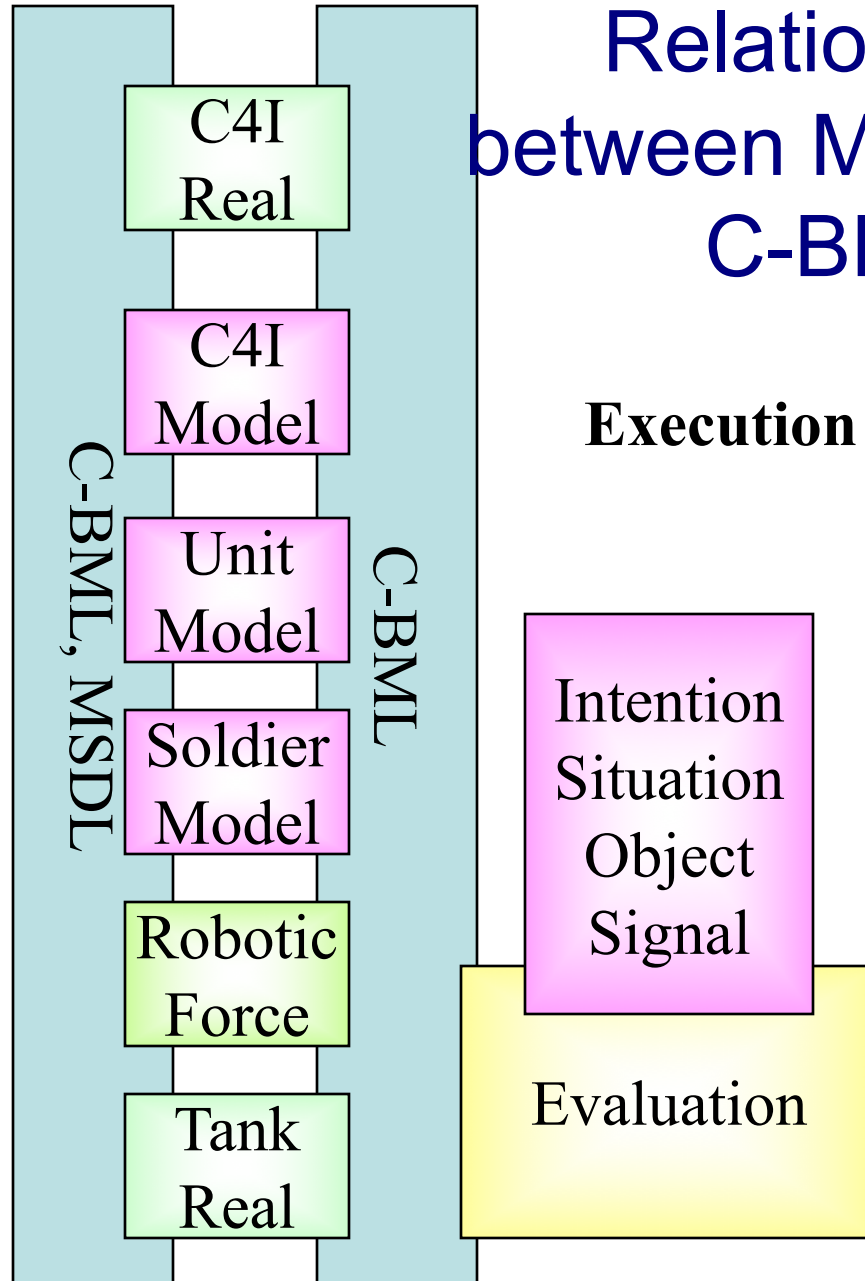 Relatio
between M
C-B
C4I
Real
C4I
Model
Unit
Model
Soldier
Model
Robotic
Force
Tank
Real
C-BML, MSDL
C-BML
Execution
Intention
Situation
Object
Signal
Evaluation